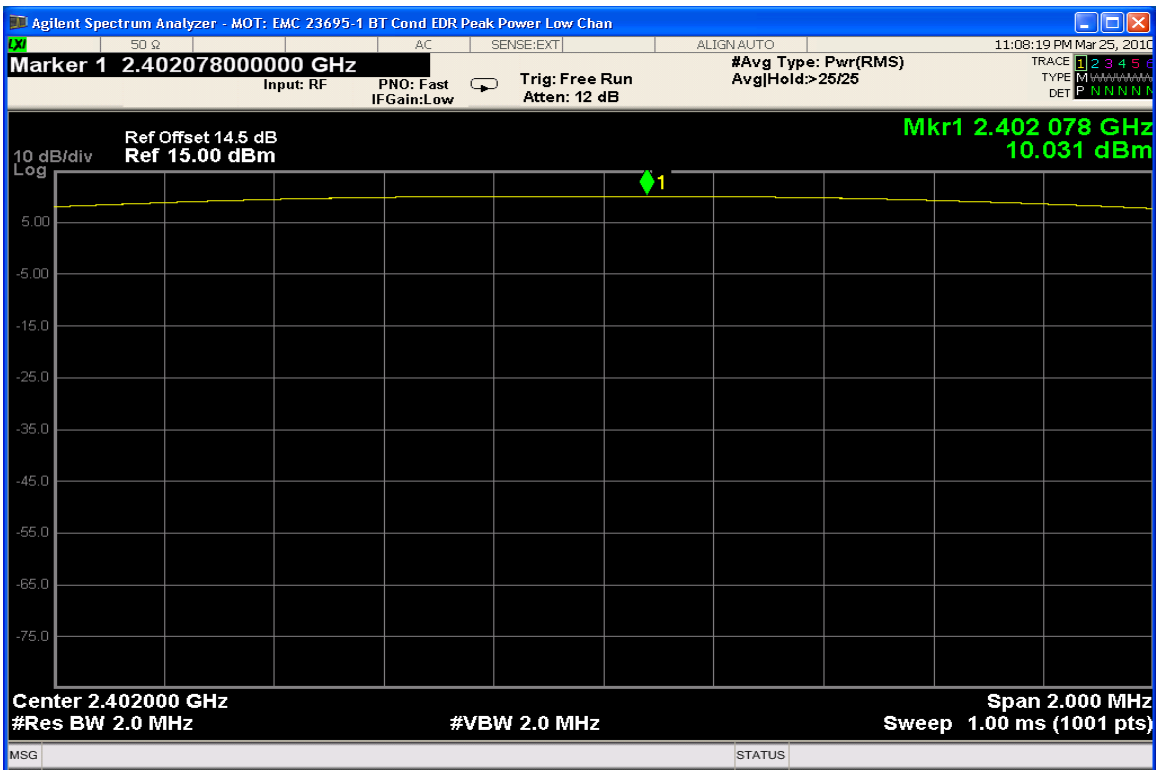 Agilent Spectrum Analyzer - MOT: EMC 23695-1 BT Cond EDR Peak Power Low Chan
LXI 50 Ω AC SENSE:EXT ALIGNAUTO 11:08:19 PM Mar 25, 2010
Marker 1 2.402078000000 GHz
Input: RF
PNO: Fast
IFGain:Low
Trig: Free Run
Atten: 12 dB
#Avg Type: Pwr(RMS)
Avg|Hold:>25/25
TRACE 1 2 3 4 5 6
TYPE M
DET P N N N N N
Mkr1 2.402 078 GHz
10.031 dBm
Ref Offset 14.5 dB
10 dB/div Ref 15.00 dBm
Log
1
5.00
-5.00
-15.0
-25.0
-35.0
-45.0
-55.0
-65.0
-75.0
Center 2.402000 GHz Span 2.000 MHz
#Res BW 2.0 MHz #VBW 2.0 MHz Sweep 1.00 ms (1001 pts)
MSG STATUS